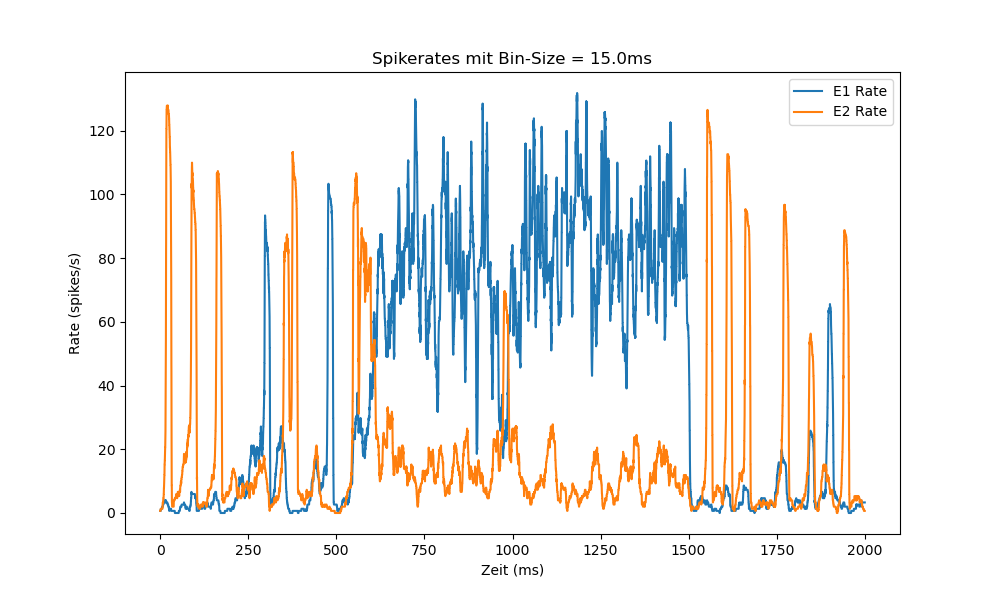 Spikerates mit Bin-Size = 15.0ms
E1 Rate
E2 Rate
Rate (spikes/s)
120
100
80
60
40
20
0
0 250 500 750 1000 1250 1500 1750 2000
Zeit (ms)